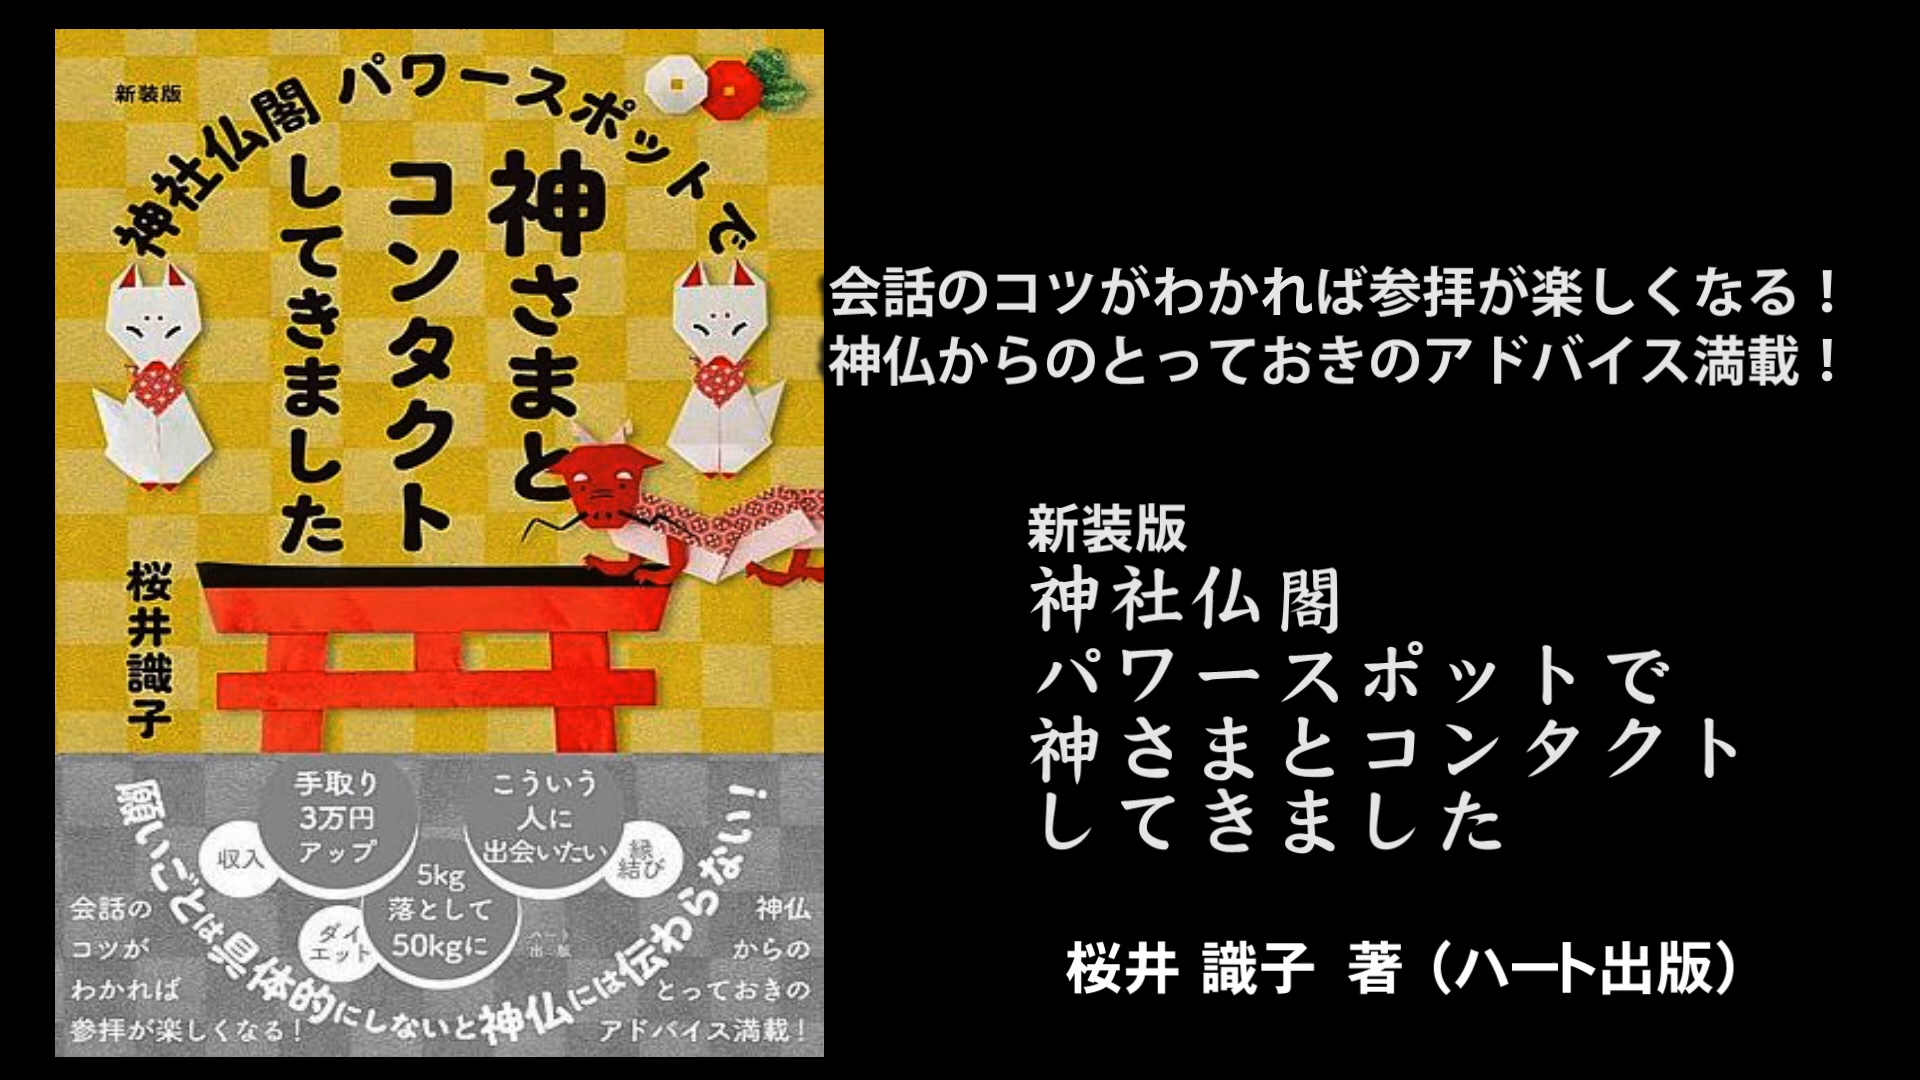 新装版
神社仏閣 パワースポットで
神さまと
コンタクト
してきました
桜井識子
願いごとは具体的にしないと神仏には伝わらない!
手取り
3万円
アップ
収入
こういう
人に
出会いたい
縁
結び
5kg
落として
50kgに
ダイ
エット
ハート
出版
会話の
コツが
わかれば
参拝が楽しくなる!
神仏
からの
とっておきの
アドバイス満載!
会話のコツがわかれば参拝が楽しくなる!
神仏からのとっておきのアドバイス満載!
新装版
神社仏閣
パワースポットで
神さまとコンタクト
してきました
桜井 識子 著(ハート出版)